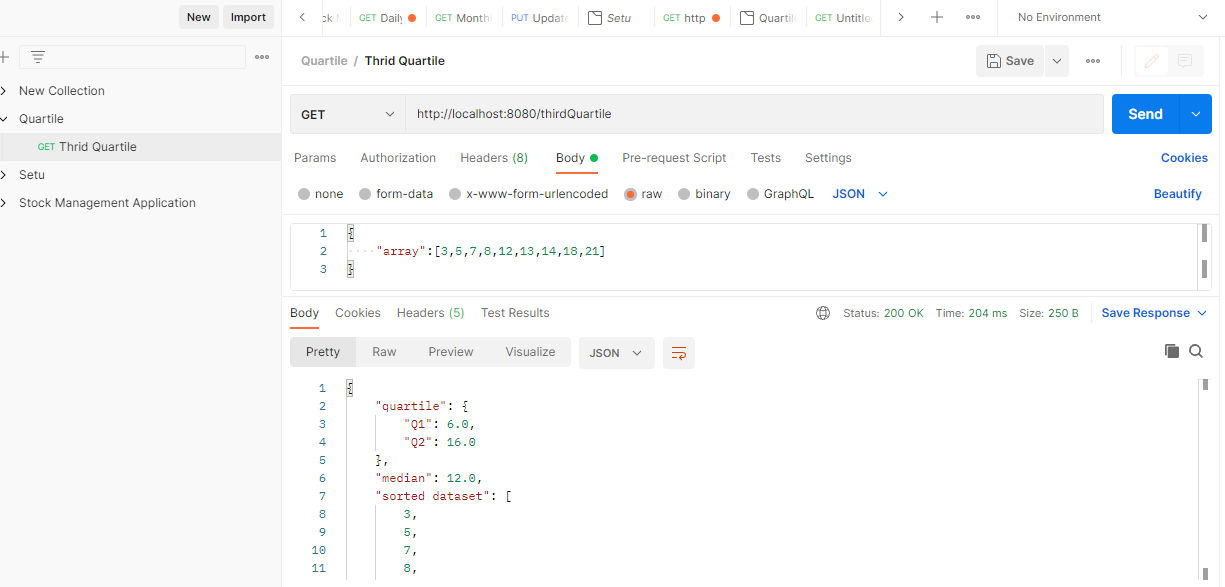 New Import
ck GET Daily GET Month PUT Update Setu GET http Quartil GET Untitle No Environment
Quartile / Thrid Quartile Save
New Collection
Quartile
GET Thrid Quartile
Setu
Stock Management Application
GET http://localhost:8080/thirdQuartile Send
Params Authorization Headers (8) Body Pre-request Script Tests Settings Cookies
none form-data x-www-form-urlencoded raw binary GraphQL JSON Beautify
1 {
2 "array":[3,5,7,8,12,13,14,18,21]
3 }
Body Cookies Headers (5) Test Results Status: 200 OK Time: 204 ms Size: 250 B Save Response
Pretty Raw Preview Visualize JSON
1 {
2 "quartile": {
3 "Q1": 6.0,
4 "Q2": 16.0
5 },
6 "median": 12.0,
7 "sorted dataset": [
8 3,
9 5,
10 7,
11 8,